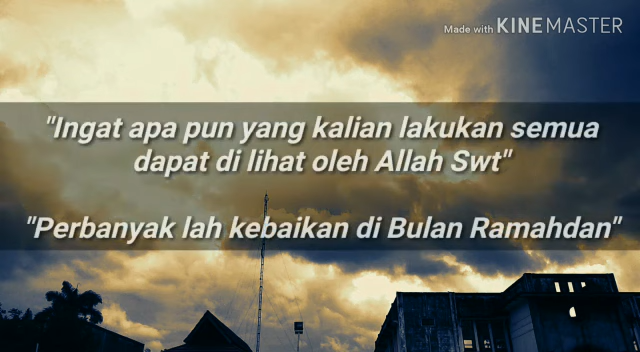 Made with KINEMASTER
"Ingat apa pun yang kalian lakukan semua
dapat di lihat oleh Allah Swt"
"Perbanyak lah kebaikan di Bulan Ramahdan"